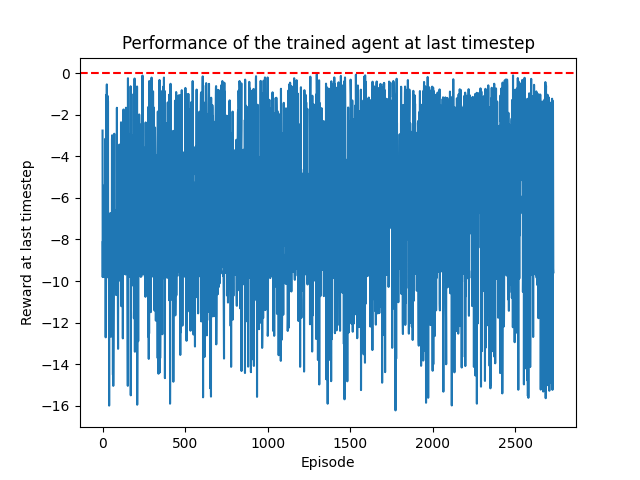 Performance of the trained agent at last timestep
0
−2
−4
−6
−8
−10
−12
−14
−16
Reward at last timestep
0 500 1000 1500 2000 2500
Episode